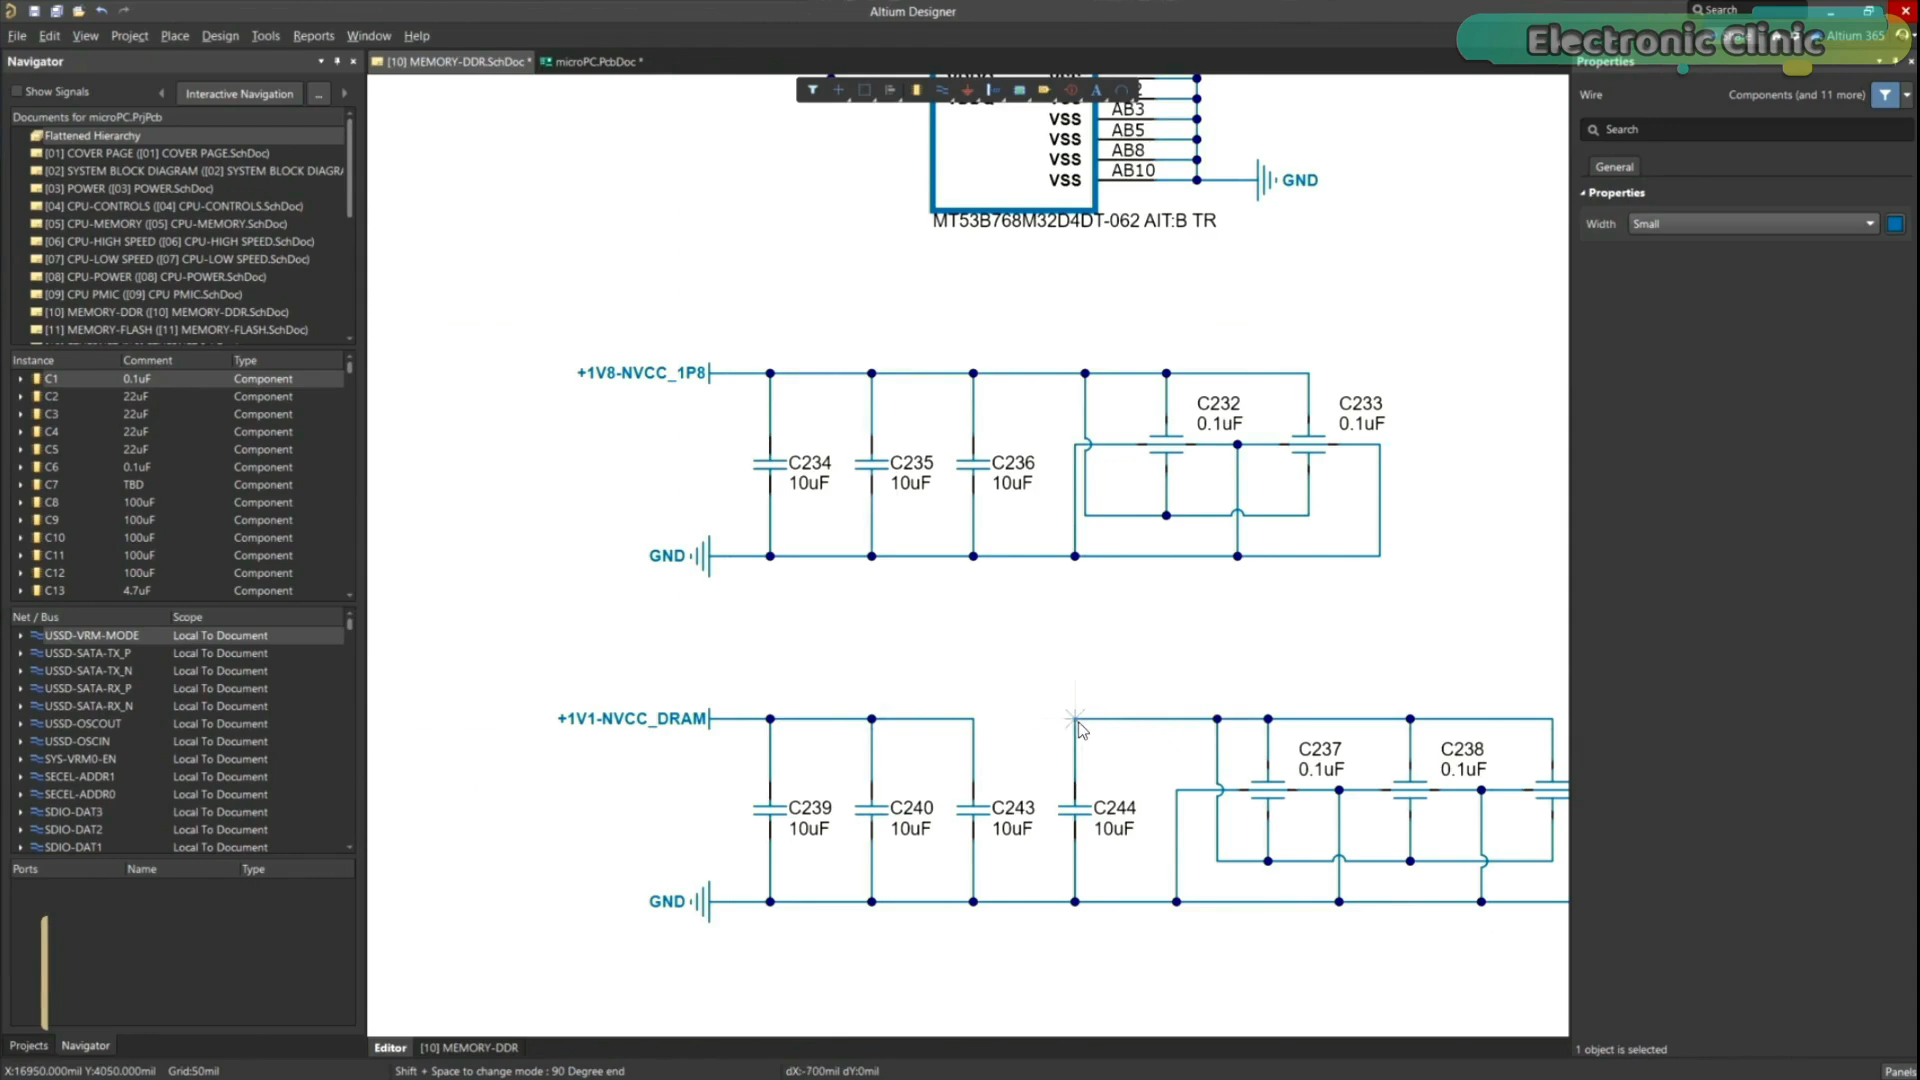 Altium Designer
Search
File Edit View Project Place Design Tools Reports Window Help
Share
Altium 365
Electronic Clinic
Navigator
[10] MEMORY-DDR.SchDoc *
microPC.PcbDoc *
Properties
Show Signals
Interactive Navigation
...
Wire
Components (and 11 more)
Documents for microPC.PrjPcb
Search
Flattened Hierarchy
[01] COVER PAGE ([01] COVER PAGE.SchDoc)
[02] SYSTEM BLOCK DIAGRAM ([02] SYSTEM BLOCK DIAGRA
[03] POWER ([03] POWER.SchDoc)
[04] CPU-CONTROLS ([04] CPU-CONTROLS.SchDoc)
[05] CPU-MEMORY ([05] CPU-MEMORY.SchDoc)
[06] CPU-HIGH SPEED ([06] CPU-HIGH SPEED.SchDoc)
[07] CPU-LOW SPEED ([07] CPU-LOW SPEED.SchDoc)
[08] CPU-POWER ([08] CPU-POWER.SchDoc)
[09] CPU PMIC ([09] CPU PMIC.SchDoc)
[10] MEMORY-DDR ([10] MEMORY-DDR.SchDoc)
[11] MEMORY-FLASH ([11] MEMORY-FLASH.SchDoc)
General
Properties
Width Small
VSS AB3
VSS AB5
VSS AB8
VSS AB10
GND
MT53B768M32D4DT-062 AIT:B TR
Instance Comment Type
C1 0.1uF Component
C2 22uF Component
C3 22uF Component
C4 22uF Component
C5 22uF Component
C6 0.1uF Component
C7 TBD Component
C8 100uF Component
C9 100uF Component
C10 100uF Component
C11 100uF Component
C12 100uF Component
C13 4.7uF Component
+1V8-NVCC_1P8
C232
0.1uF
C233
0.1uF
C234
10uF
C235
10uF
C236
10uF
GND
Net / Bus Scope
USSD-VRM-MODE Local To Document
USSD-SATA-TX_P Local To Document
USSD-SATA-TX_N Local To Document
USSD-SATA-RX_P Local To Document
USSD-SATA-RX_N Local To Document
USSD-OSCOUT Local To Document
USSD-OSCIN Local To Document
SYS-VRM0-EN Local To Document
SECEL-ADDR1 Local To Document
SECEL-ADDR0 Local To Document
SDIO-DAT3 Local To Document
SDIO-DAT2 Local To Document
SDIO-DAT1 Local To Document
+1V1-NVCC_DRAM
C237
0.1uF
C238
0.1uF
C239
10uF
C240
10uF
C243
10uF
C244
10uF
GND
Ports Name Type
Projects Navigator
Editor [10] MEMORY-DDR
1 object is selected
X:16950.000mil Y:4050.000mil Grid:50mil
Shift + Space to change mode : 90 Degree end
dX:-700mil dY:0mil
Panels